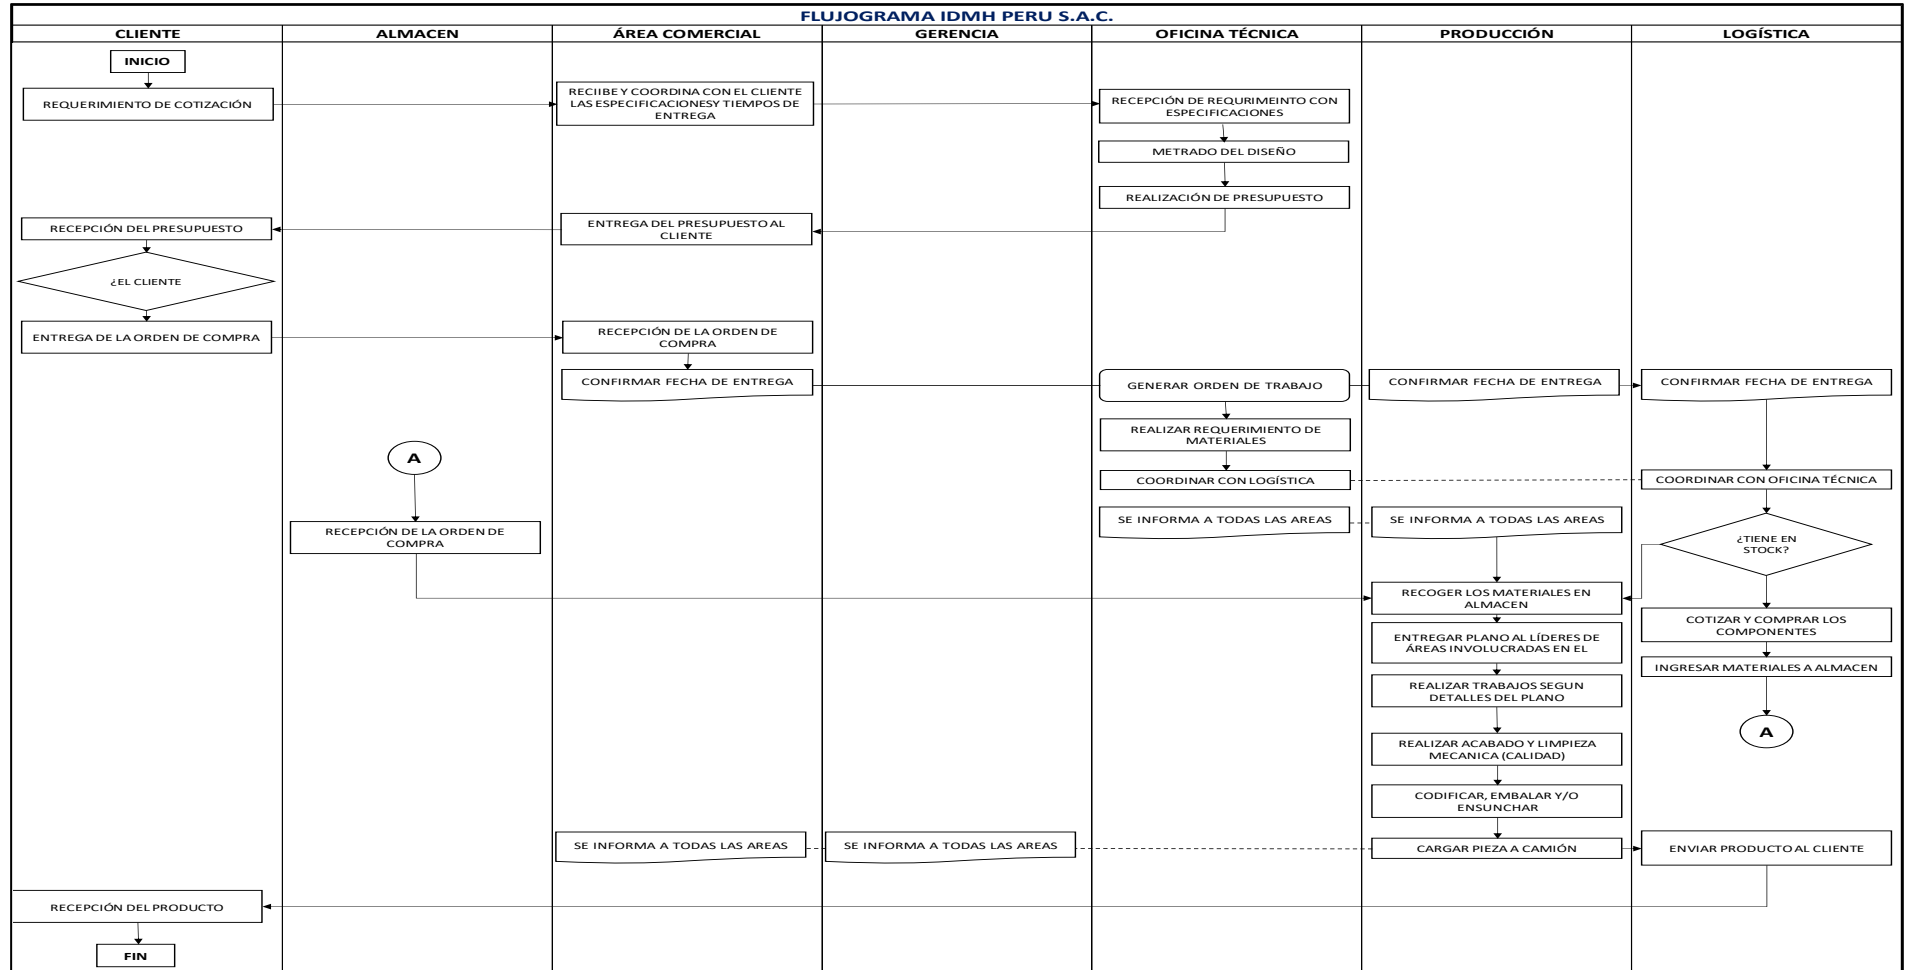 FLUJOGRAMA IDMH PERU S.A.C.
CLIENTE
ALMACEN
ÁREA COMERCIAL
GERENCIA
OFICINA TÉCNICA
PRODUCCIÓN
LOGÍSTICA
INICIO
REQUERIMIENTO DE COTIZACIÓN
RECIIBE Y COORDINA CON EL CLIENTE
LAS ESPECIFICACIONESY TIEMPOS DE
ENTREGA
RECEPCIÓN DE REQURIMEINTO CON
ESPECIFICACIONES
METRADO DEL DISEÑO
REALIZACIÓN DE PRESUPUESTO
ENTREGA DEL PRESUPUESTO AL
CLIENTE
RECEPCIÓN DEL PRESUPUESTO
¿EL CLIENTE
ENTREGA DE LA ORDEN DE COMPRA
RECEPCIÓN DE LA ORDEN DE
COMPRA
CONFIRMAR FECHA DE ENTREGA
GENERAR ORDEN DE TRABAJO
CONFIRMAR FECHA DE ENTREGA
CONFIRMAR FECHA DE ENTREGA
REALIZAR REQUERIMIENTO DE
MATERIALES
A
COORDINAR CON LOGÍSTICA
COORDINAR CON OFICINA TÉCNICA
SE INFORMA A TODAS LAS AREAS
SE INFORMA A TODAS LAS AREAS
RECEPCIÓN DE LA ORDEN DE
COMPRA
¿TIENE EN
STOCK?
RECOGER LOS MATERIALES EN
ALMACEN
COTIZAR Y COMPRAR LOS
COMPONENTES
ENTREGAR PLANO AL LÍDERES DE
ÁREAS INVOLUCRADAS EN EL
INGRESAR MATERIALES A ALMACEN
REALIZAR TRABAJOS SEGUN
DETALLES DEL PLANO
A
REALIZAR ACABADO Y LIMPIEZA
MECANICA (CALIDAD)
CODIFICAR, EMBALAR Y/O
ENSUNCHAR
SE INFORMA A TODAS LAS AREAS
SE INFORMA A TODAS LAS AREAS
CARGAR PIEZA A CAMIÓN
ENVIAR PRODUCTO AL CLIENTE
RECEPCIÓN DEL PRODUCTO
FIN